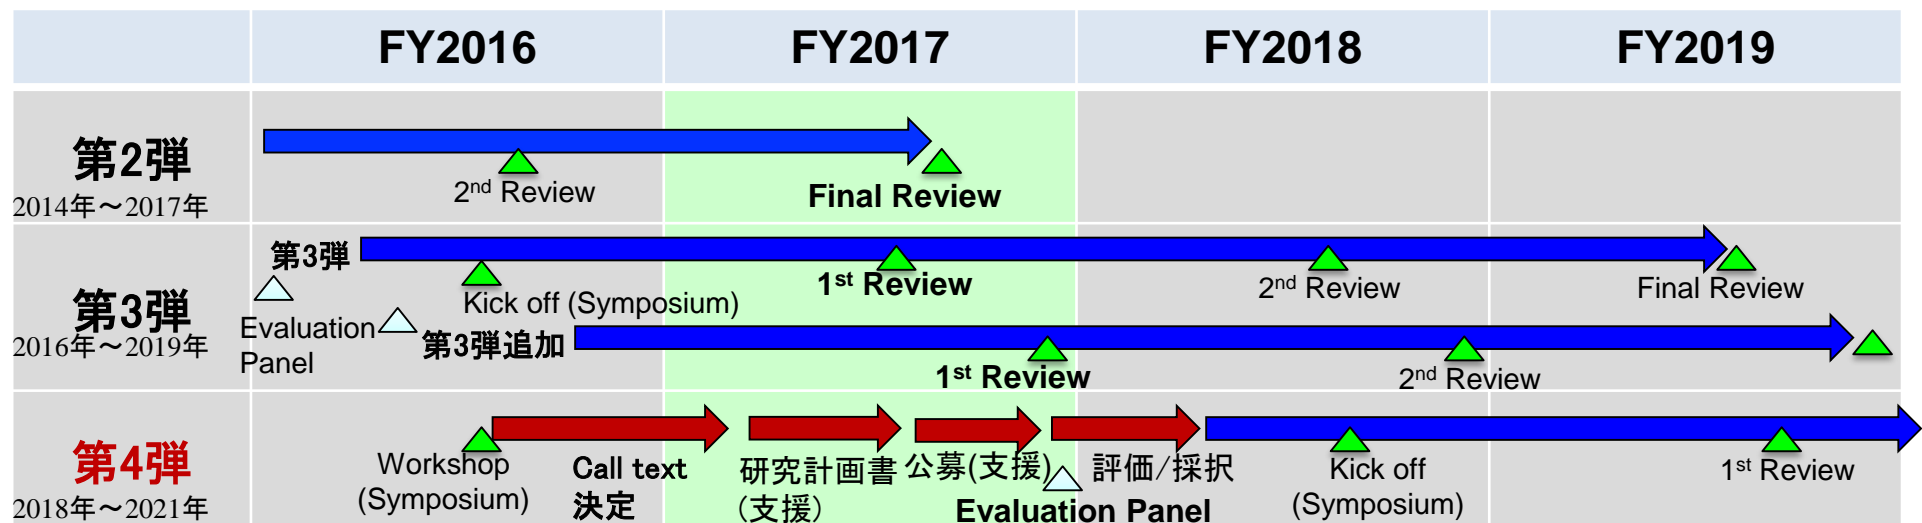 FY2016
FY2017
FY2018
FY2019
第2弾
2014年～2017年
2nd Review
Final Review
第3弾
2016年～2019年
第3弾
Evaluation
Panel
Kick off (Symposium)
1st Review
2nd Review
Final Review
第3弾追加
1st Review
2nd Review
第4弾
2018年～2021年
Workshop
(Symposium)
Call text
決定
研究計画書
(支援)
公募(支援)
Evaluation Panel
評価/採択
Kick off
(Symposium)
1st Review